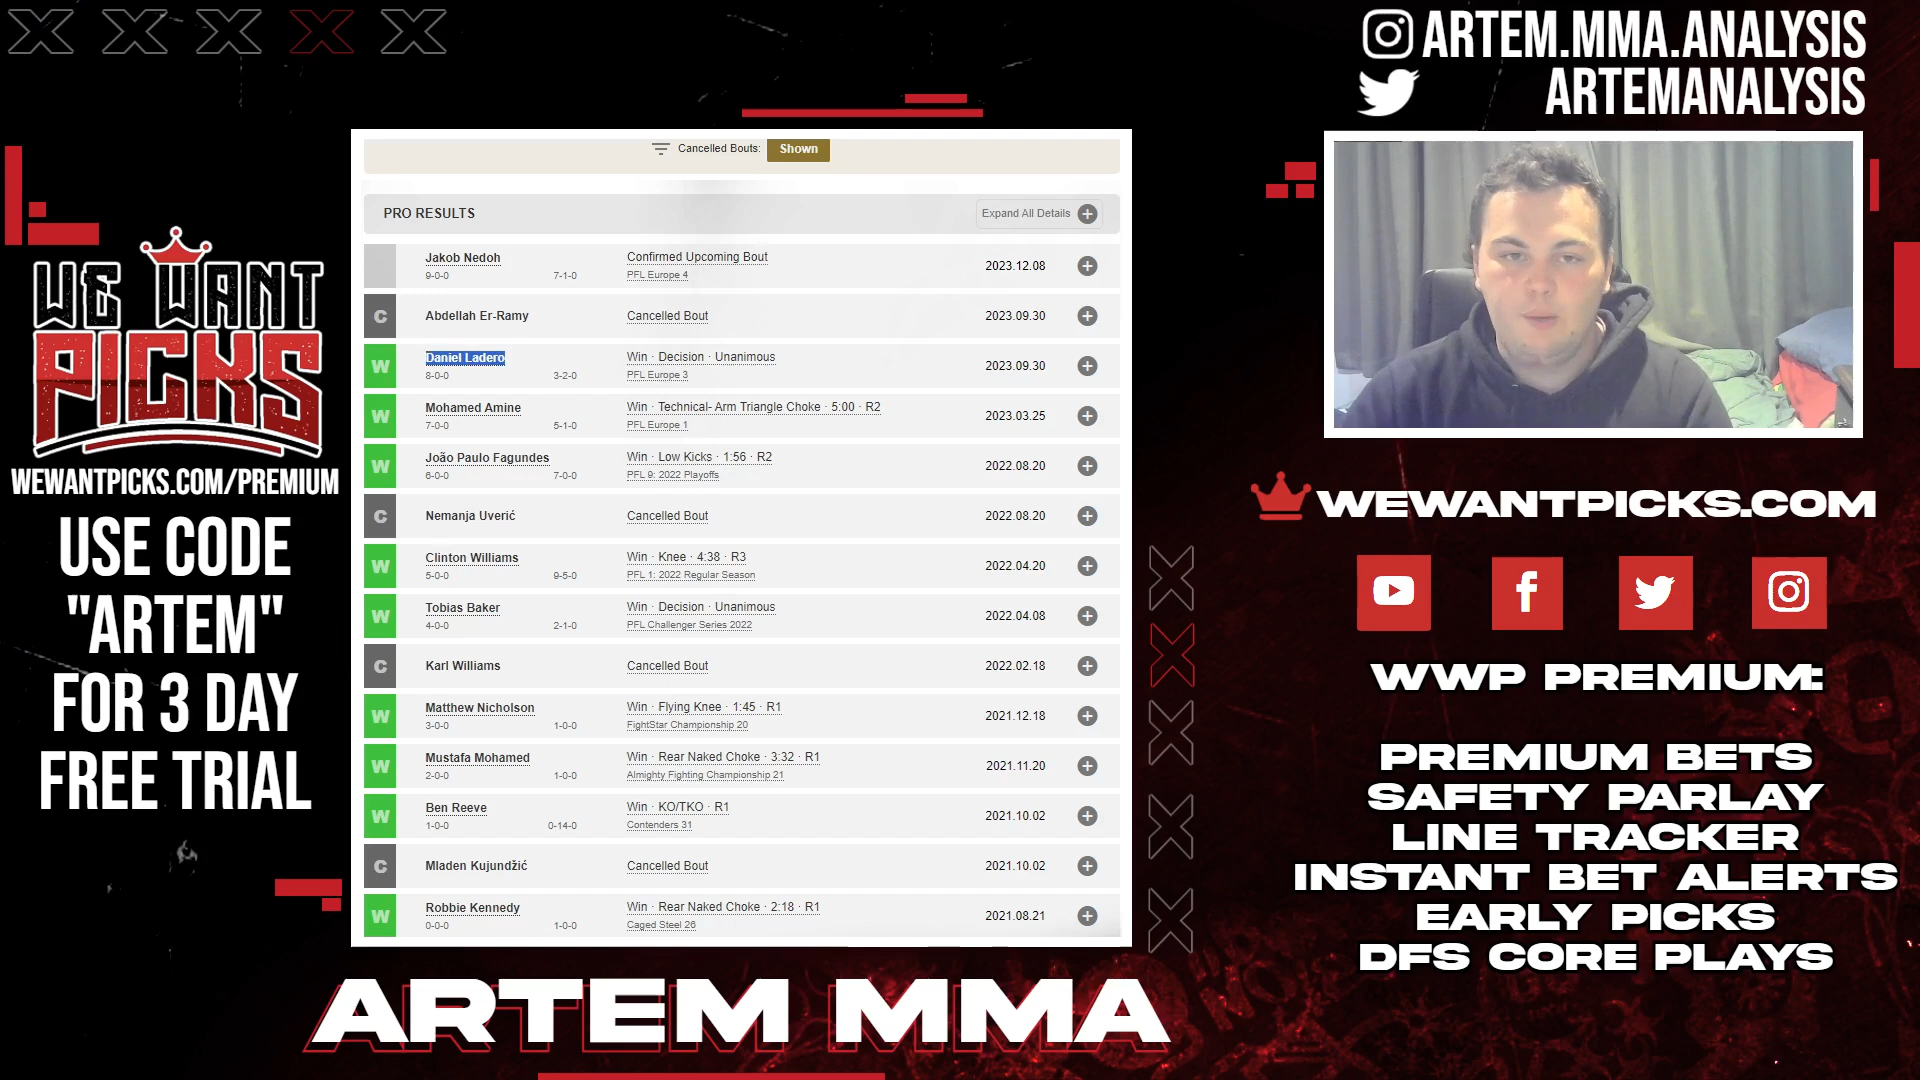 ARTEM.MMA.ANALYSIS
ARTEMANALYSIS
WE WANT
PICKS
WEWANTPICKS.COM/PREMIUM
USE CODE
"ARTEM"
FOR 3 DAY
FREE TRIAL
Cancelled Bouts: Shown
PRO RESULTS Expand All Details
Jakob Nedoh Confirmed Upcoming Bout 2023.12.08
9-0-0 7-1-0 PFL Europe 4
C Abdellah Er-Ramy Cancelled Bout 2023.09.30
W Daniel Ladero Win · Decision · Unanimous 2023.09.30
8-0-0 3-2-0 PFL Europe 3
W Mohamed Amine Win · Technical- Arm Triangle Choke · 5:00 · R2 2023.03.25
7-0-0 5-1-0 PFL Europe 1
W João Paulo Fagundes Win · Low Kicks · 1:56 · R2 2022.08.20
6-0-0 7-0-0 PFL 9: 2022 Playoffs
C Nemanja Uverić Cancelled Bout 2022.08.20
W Clinton Williams Win · Knee · 4:38 · R3 2022.04.20
5-0-0 9-5-0 PFL 1: 2022 Regular Season
W Tobias Baker Win · Decision · Unanimous 2022.04.08
4-0-0 2-1-0 PFL Challenger Series 2022
C Karl Williams Cancelled Bout 2022.02.18
W Matthew Nicholson Win · Flying Knee · 1:45 · R1 2021.12.18
3-0-0 1-0-0 FightStar Championship 20
W Mustafa Mohamed Win · Rear Naked Choke · 3:32 · R1 2021.11.20
2-0-0 1-0-0 Almighty Fighting Championship 21
W Ben Reeve Win · KO/TKO · R1 2021.10.02
1-0-0 0-14-0 Contenders 31
C Mladen Kujundžić Cancelled Bout 2021.10.02
W Robbie Kennedy Win · Rear Naked Choke · 2:18 · R1 2021.08.21
0-0-0 1-0-0 Caged Steel 26
WEWANTPICKS.COM
WWP PREMIUM:
PREMIUM BETS
SAFETY PARLAY
LINE TRACKER
INSTANT BET ALERTS
EARLY PICKS
DFS CORE PLAYS
ARTEM MMA